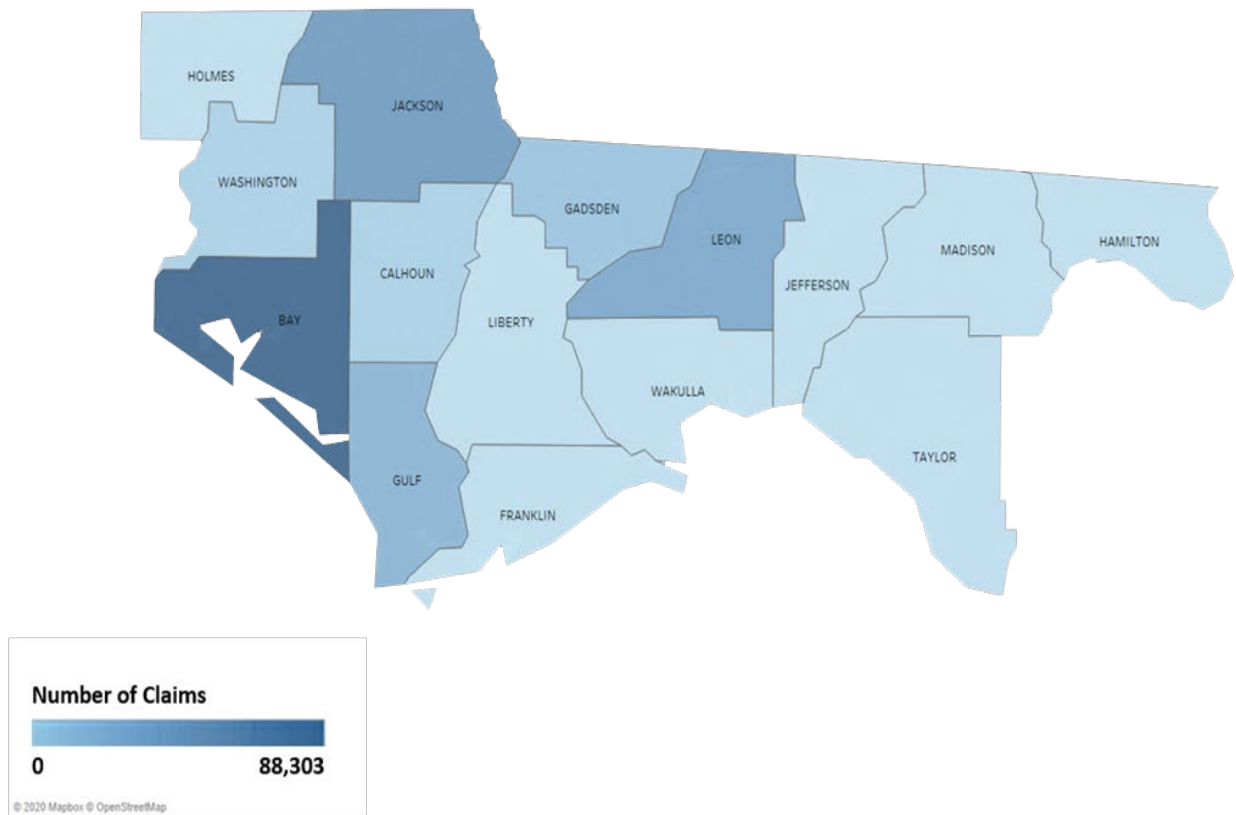 HOLMES
JACKSON
WASHINGTON
GADSDEN
LEON
MADISON
HAMILTON
CALHOUN
JEFFERSON
BAY
LIBERTY
WAKULLA
TAYLOR
GULF
FRANKLIN
Number of Claims
0 88,303
© 2020 Mapbox © OpenStreetMap